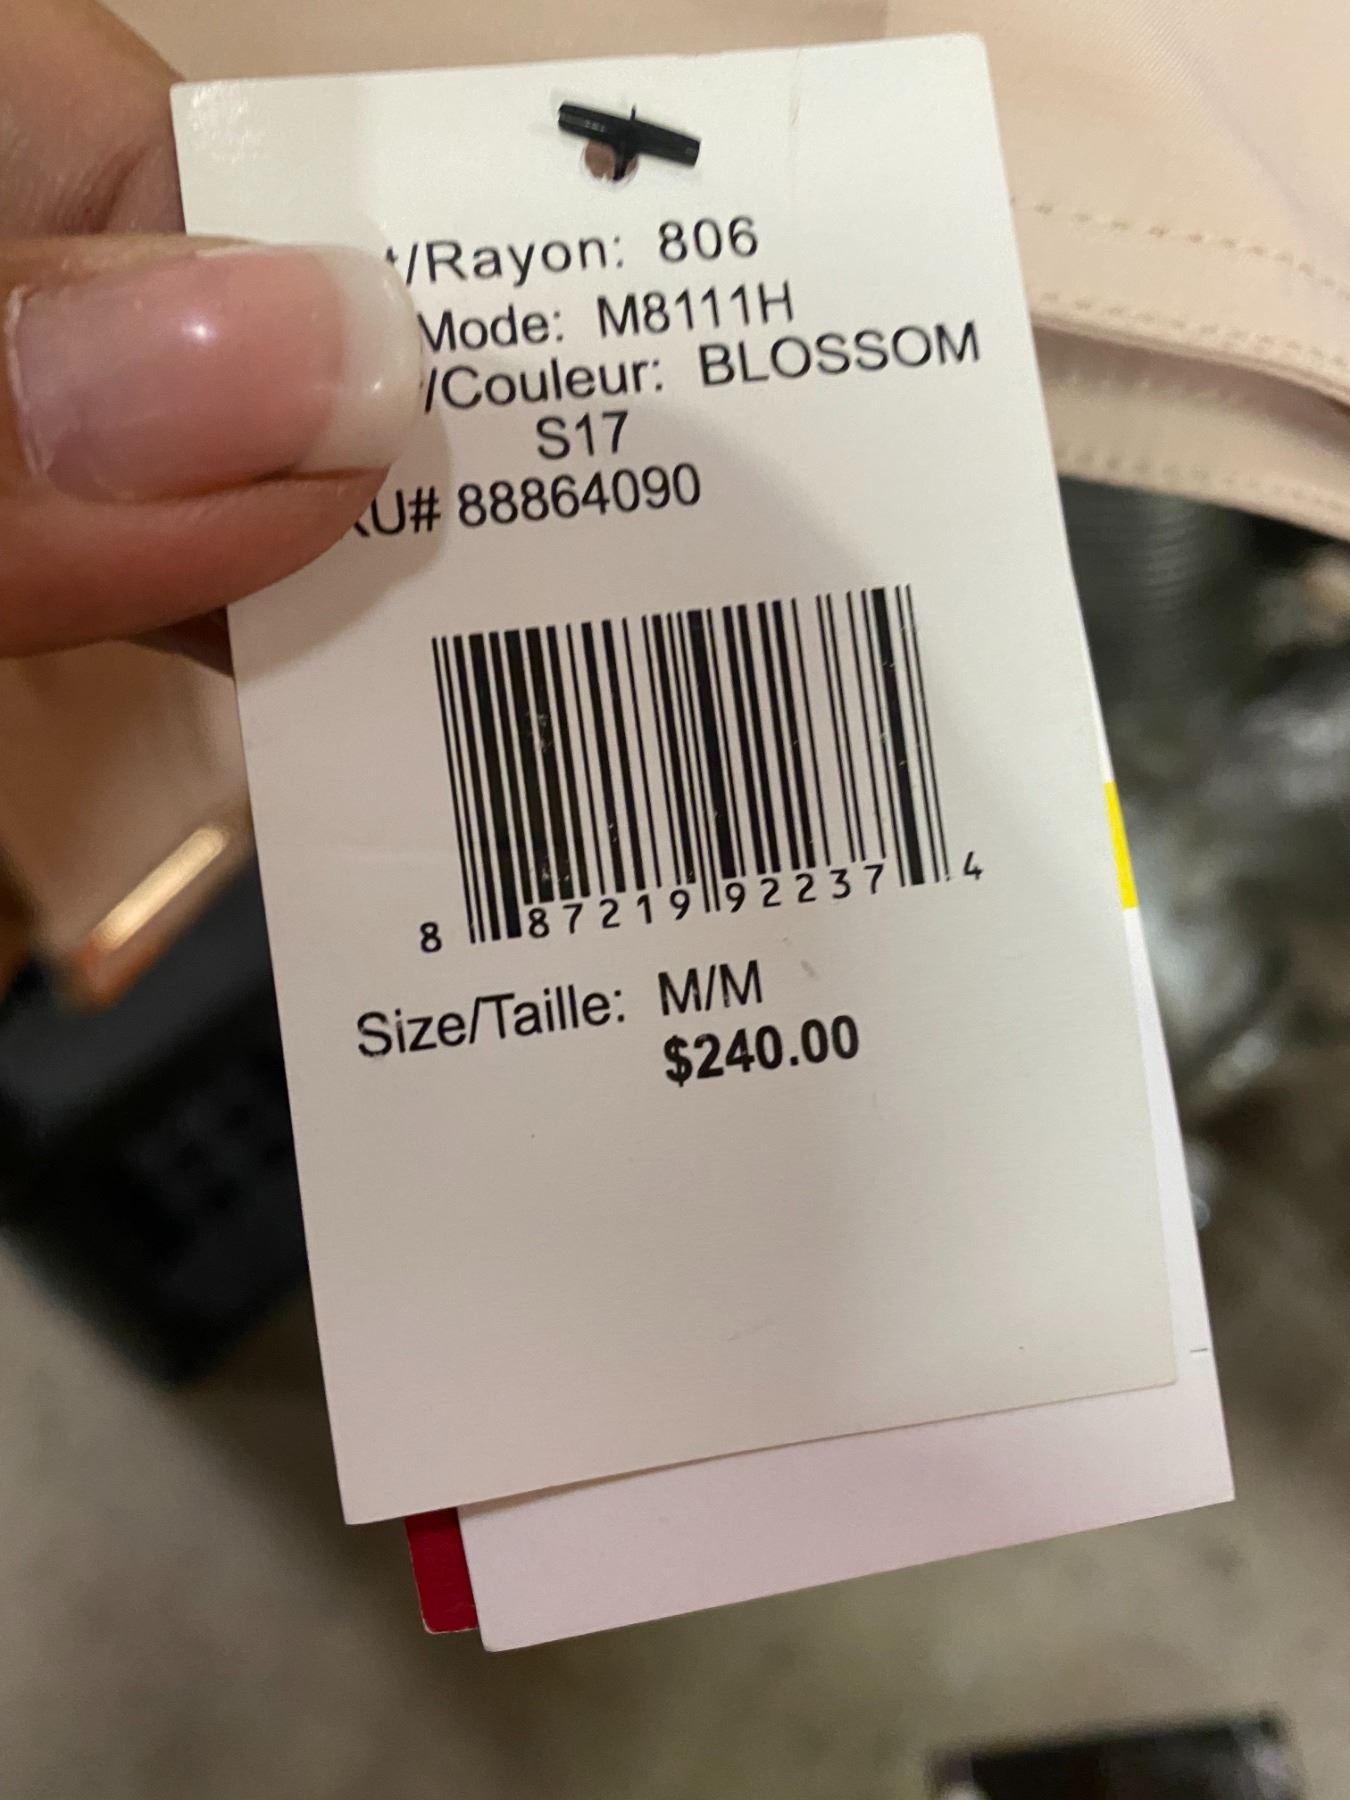 t/Rayon: 806
Mode: M8111H
/Couleur: BLOSSOM
S17
U# 88864090
8 87219 92237 4
Size/Taille: M/M
$240.00